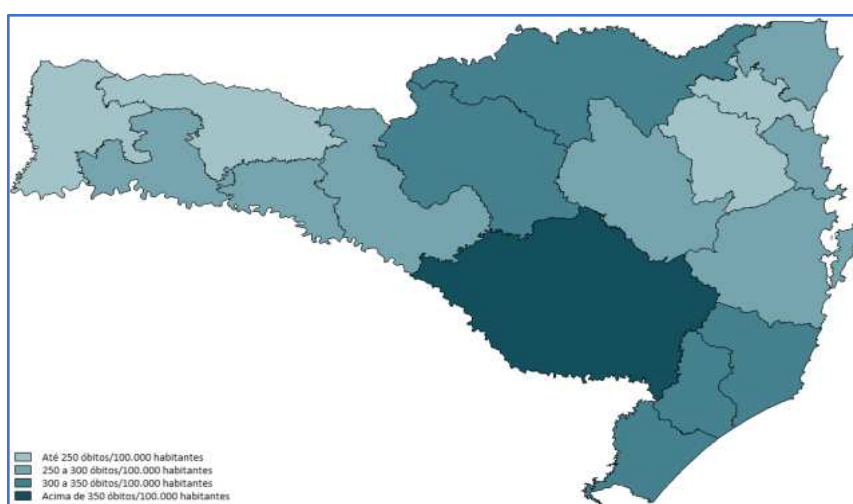 Até 250 óbitos/100.000 habitantes
250 a 300 óbitos/100.000 habitantes
300 a 350 óbitos/100.000 habitantes
Acima de 350 óbitos/100.000 habitantes